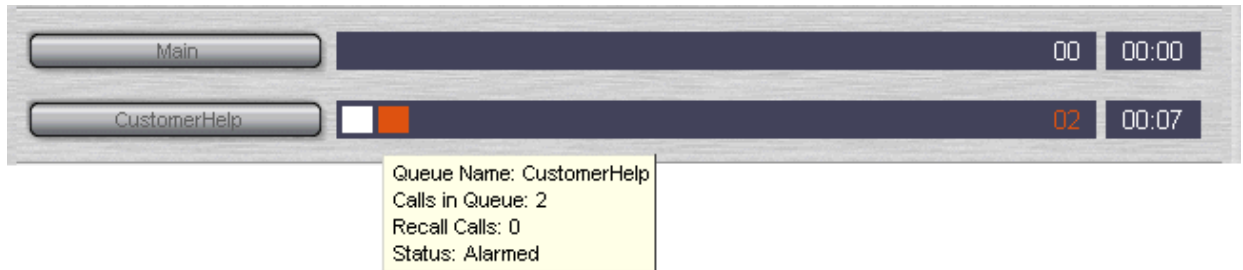 Main 00 00:00
CustomerHelp 02 00:07
Queue Name: CustomerHelp
Calls in Queue: 2
Recall Calls: 0
Status: Alarmed